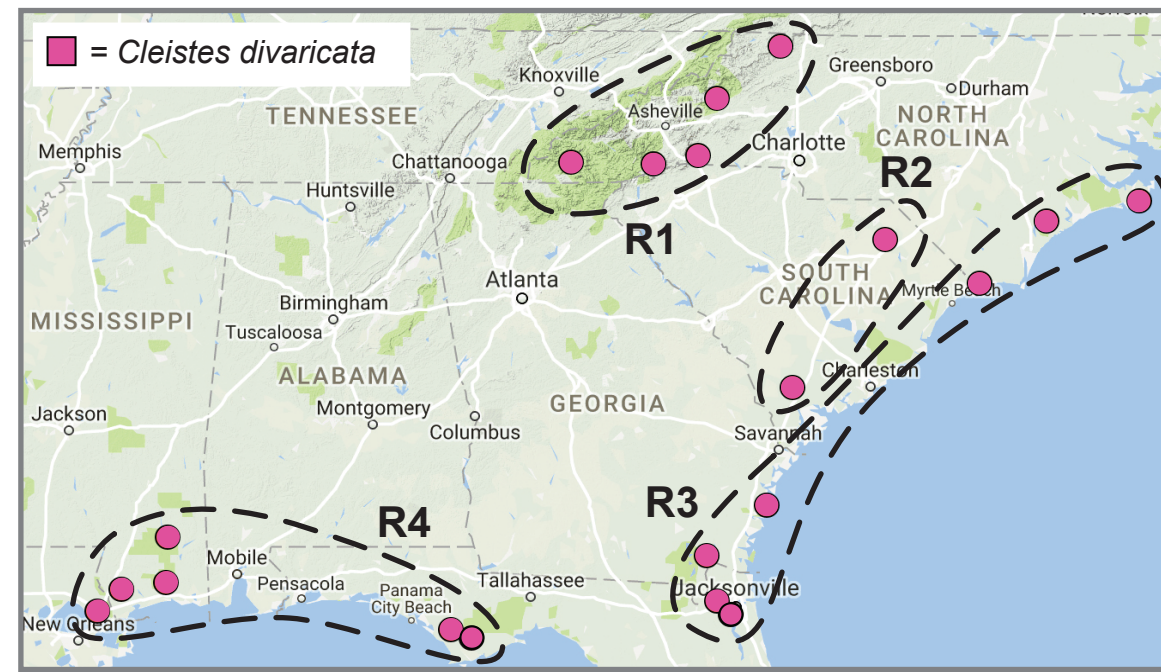 = Cleistes divaricata
Knoxville
Greensboro
Durham
TENNESSEE
Asheville
NORTH
CAROLINA
Memphis
Chattanooga
Charlotte
R2
Huntsville
R1
Atlanta
SOUTH
CAROLINA
Myrtle Beach
Birmingham
MISSISSIPPI
Tuscaloosa
ALABAMA
Charleston
GEORGIA
Jackson
Montgomery
Columbus
Savannah
R3
R4
Mobile
Pensacola
Tallahassee
Jacksonville
Panama
City Beach
New Orleans